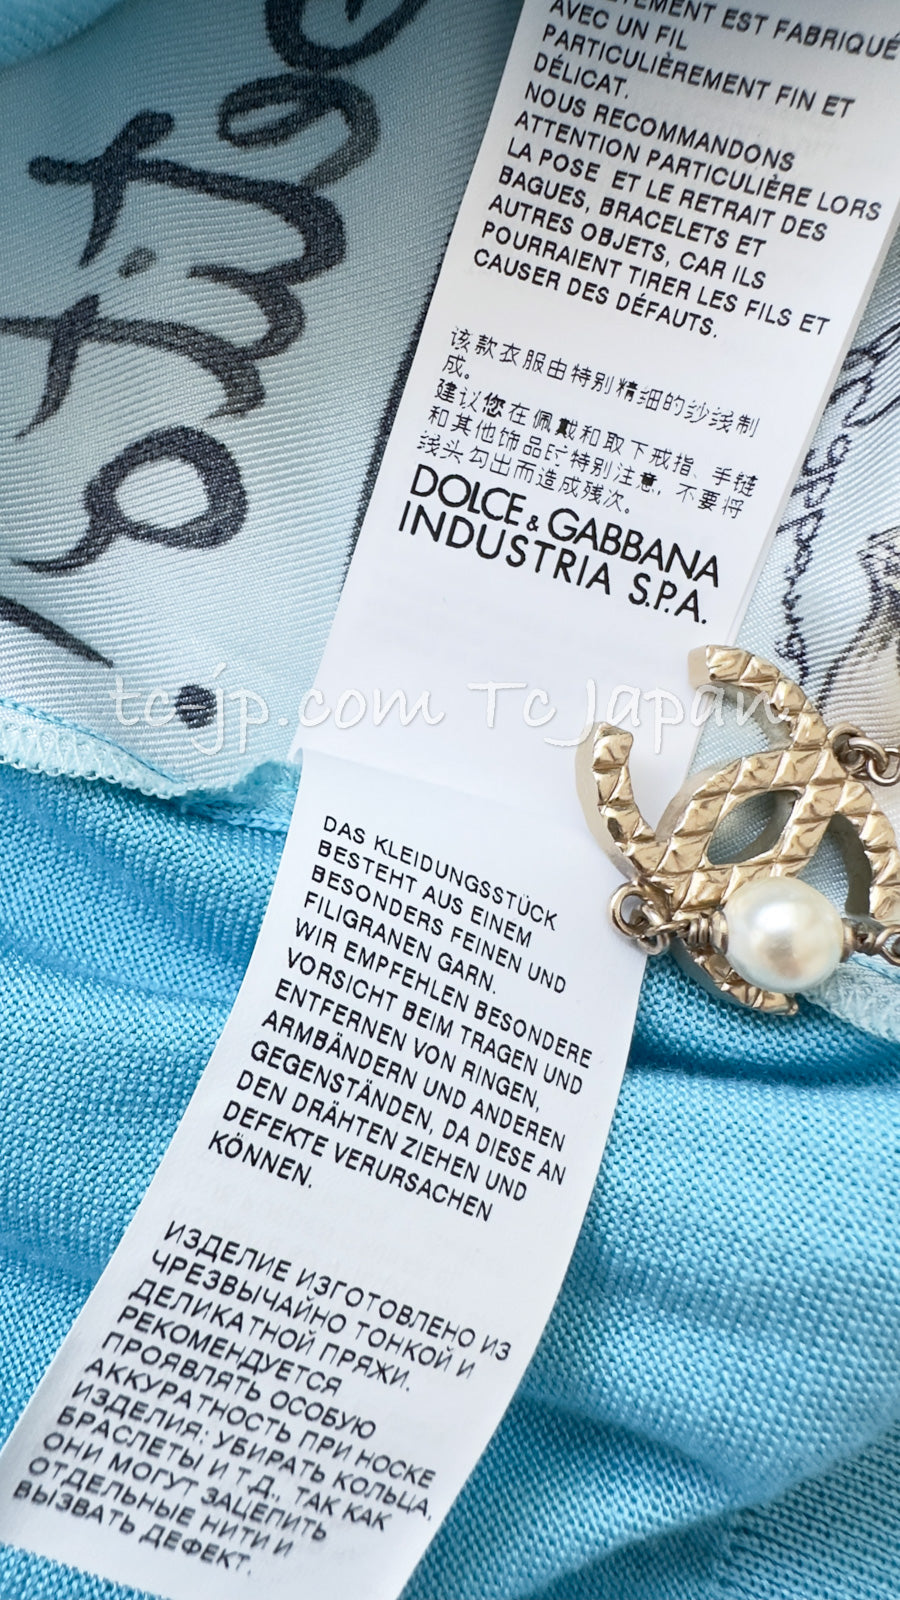 TEMENT EST FABRIQUÉ
AVEC UN FIL
PARTICULIÈREMENT FIN ET
DÉLICAT.
NOUS RECOMMANDONS
ATTENTION PARTICULIÈRE LORS
LA POSE ET LE RETRAIT DES
BAGUES, BRACELETS ET
AUTRES OBJETS, CAR ILS
POURRAIENT TIRER LES FILS ET
CAUSER DES DÉFAUTS.
该款衣服由特别精细的纱线制
成。
建议您在佩戴和取下戒指、手链
和其他饰品时特别注意,不要将
线头勾出而造成残次。
DOLCE & GABBANA
INDUSTRIA S.P.A.
tc-jp.com Tc Japan
DAS KLEIDUNGSSTÜCK
BESTEHT AUS EINEM
BESONDERS FEINEN UND
FILIGRANEN GARN.
WIR EMPFEHLEN BESONDERE
VORSICHT BEIM TRAGEN UND
ENTFERNEN VON RINGEN,
ARMBÄNDERN UND ANDEREN
GEGENSTÄNDEN, DA DIESE AN
DEN DRÄHTEN ZIEHEN UND
DEFEKTE VERURSACHEN
KÖNNEN.
ИЗДЕЛИЕ ИЗГОТОВЛЕНО ИЗ
ЧРЕЗВЫЧАЙНО ТОНКОЙ И
ДЕЛИКАТНОЙ ПРЯЖИ.
РЕКОМЕНДУЕТСЯ
ПРОЯВЛЯТЬ ОСОБУЮ
АККУРАТНОСТЬ ПРИ НОСКЕ
ИЗДЕЛИЯ: УБИРАТЬ КОЛЬЦА,
БРАСЛЕТЫ И Т.Д., ТАК КАК
ОНИ МОГУТ ЗАЦЕПИТЬ
ОТДЕЛЬНЫЕ НИТИ И
ВЫЗВАТЬ ДЕФЕКТ.